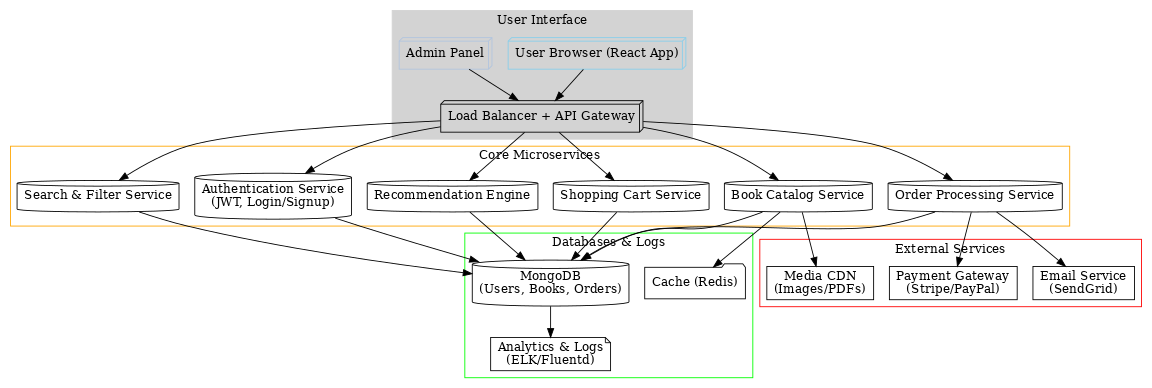 User Interface
Admin Panel
User Browser (React App)
Load Balancer + API Gateway
Core Microservices
Search & Filter Service
Authentication Service
(JWT, Login/Signup)
Recommendation Engine
Shopping Cart Service
Book Catalog Service
Order Processing Service
Databases & Logs
MongoDB
(Users, Books, Orders)
Cache (Redis)
Analytics & Logs
(ELK/Fluentd)
External Services
Media CDN
(Images/PDFs)
Payment Gateway
(Stripe/PayPal)
Email Service
(SendGrid)